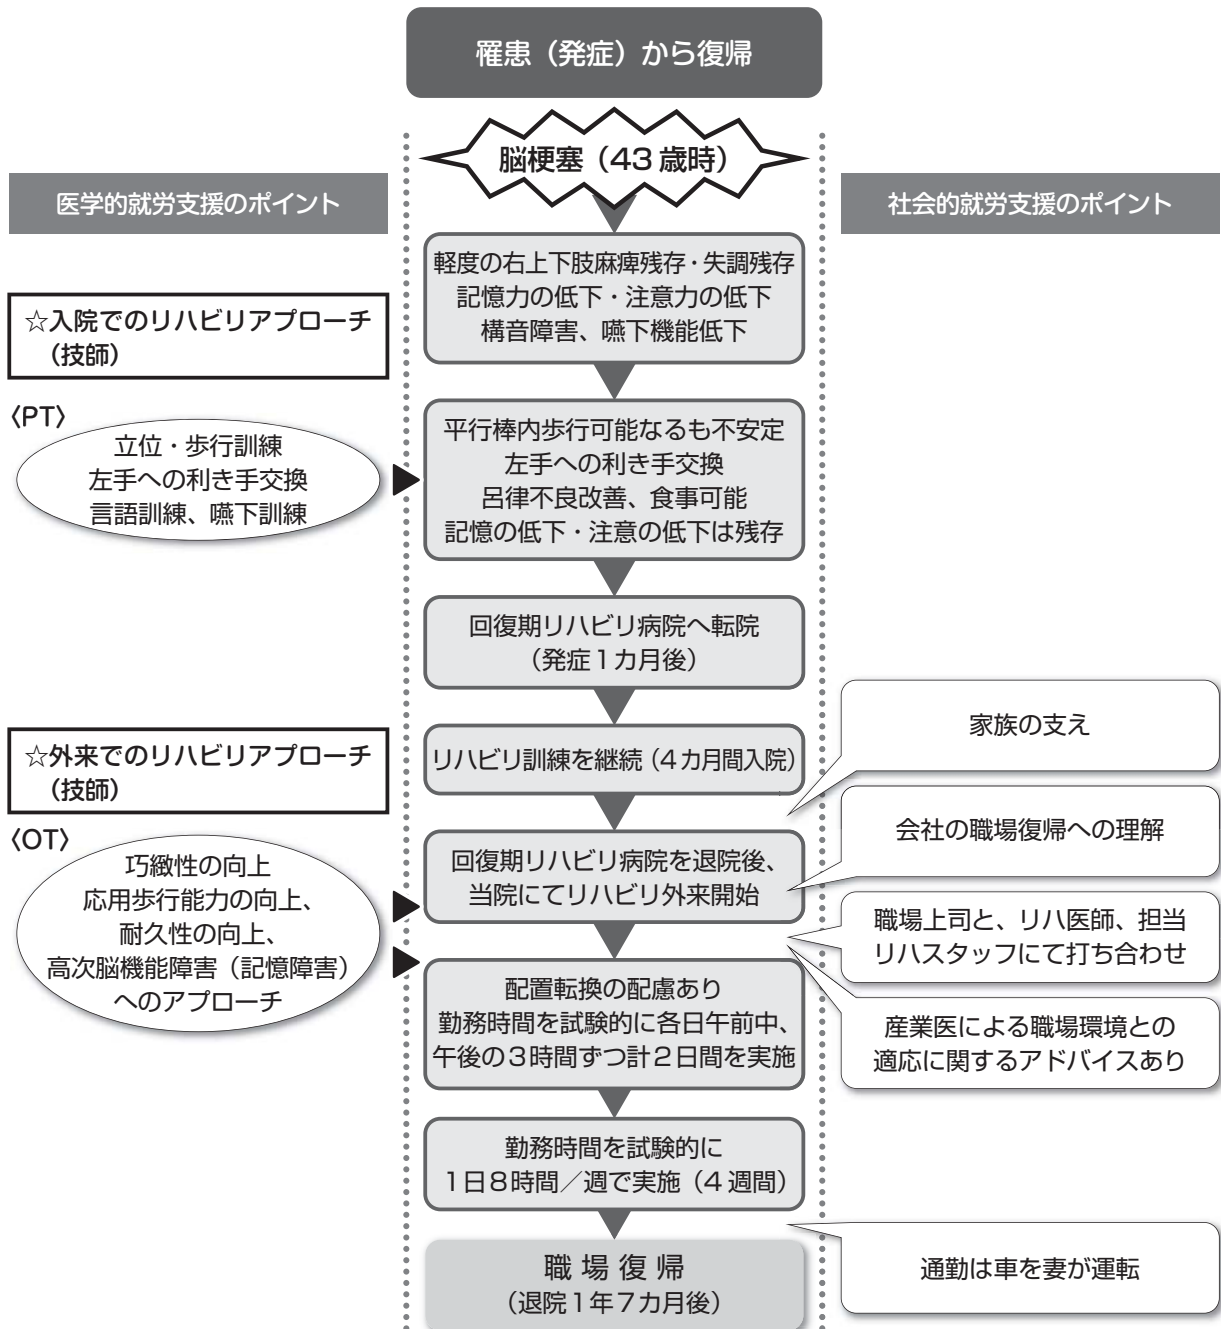 罹患（発症）から復帰
脳梗塞（43歳時）
医学的就労支援のポイント
社会的就労支援のポイント
軽度の右上下肢麻痺残存・失調残存
記憶力の低下・注意力の低下
構音障害、嚥下機能低下
☆入院でのリハビリアプローチ
（技師）
〈PT〉
立位・歩行訓練
左手への利き手交換
言語訓練、嚥下訓練
平行棒内歩行可能なるも不安定
左手への利き手交換
呂律不良改善、食事可能
記憶の低下・注意の低下は残存
回復期リハビリ病院へ転院
（発症１カ月後）
家族の支え
☆外来でのリハビリアプローチ
（技師）
リハビリ訓練を継続（４カ月間入院）
会社の職場復帰への理解
〈OT〉
巧緻性の向上
応用歩行能力の向上、
耐久性の向上、
高次脳機能障害（記憶障害）
へのアプローチ
回復期リハビリ病院を退院後、
当院にてリハビリ外来開始
職場上司と、リハ医師、担当
リハスタッフにて打ち合わせ
配置転換の配慮あり
勤務時間を試験的に各日午前中、
午後の３時間ずつ計２日間を実施
産業医による職場環境との
適応に関するアドバイスあり
勤務時間を試験的に
１日８時間／週で実施（４週間）
職場復帰
（退院１年７カ月後）
通勤は車を妻が運転